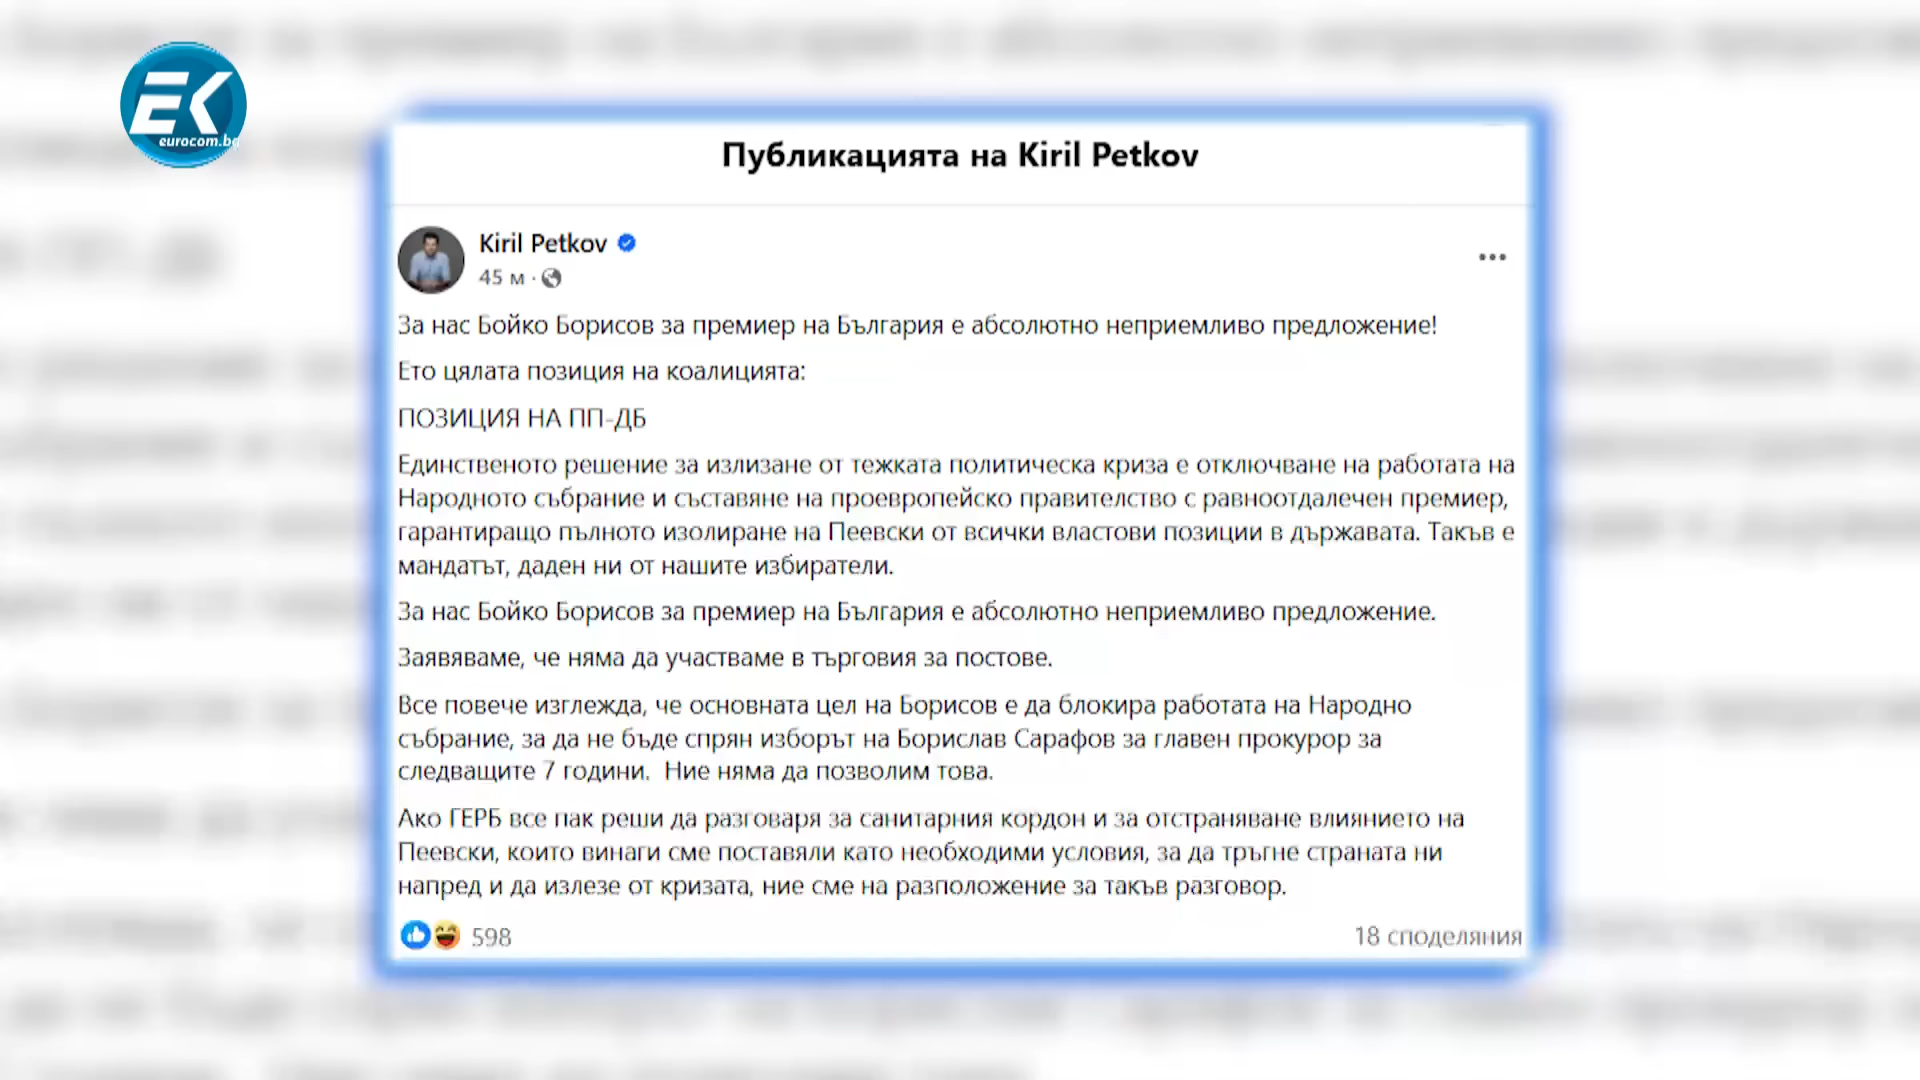 EK
eurocom.bg
Публикацията на Kiril Petkov
Kiril Petkov
45 м ·
За нас Бойко Борисов за премиер на България е абсолютно неприемливо предложение!
Ето цялата позиция на коалицията:
ПОЗИЦИЯ НА ПП-ДБ
Единственото решение за излизане от тежката политическа криза е отключване на работата на
Народното събрание и съставяне на проевропейско правителство с равноотдалечен премиер,
гарантиращо пълното изолиране на Пеевски от всички властови позиции в държавата. Такъв е
мандатът, даден ни от нашите избиратели.
За нас Бойко Борисов за премиер на България е абсолютно неприемливо предложение.
Заявяваме, че няма да участваме в търговия за постове.
Все повече изглежда, че основната цел на Борисов е да блокира работата на Народно
събрание, за да не бъде спрян изборът на Борислав Сарафов за главен прокурор за
следващите 7 години. Ние няма да позволим това.
Ако ГЕРБ все пак реши да разговаря за санитарния кордон и за отстраняване влиянието на
Пеевски, които винаги сме поставяли като необходими условия, за да тръгне страната ни
напред и да излезе от кризата, ние сме на разположение за такъв разговор.
598
18 споделяния